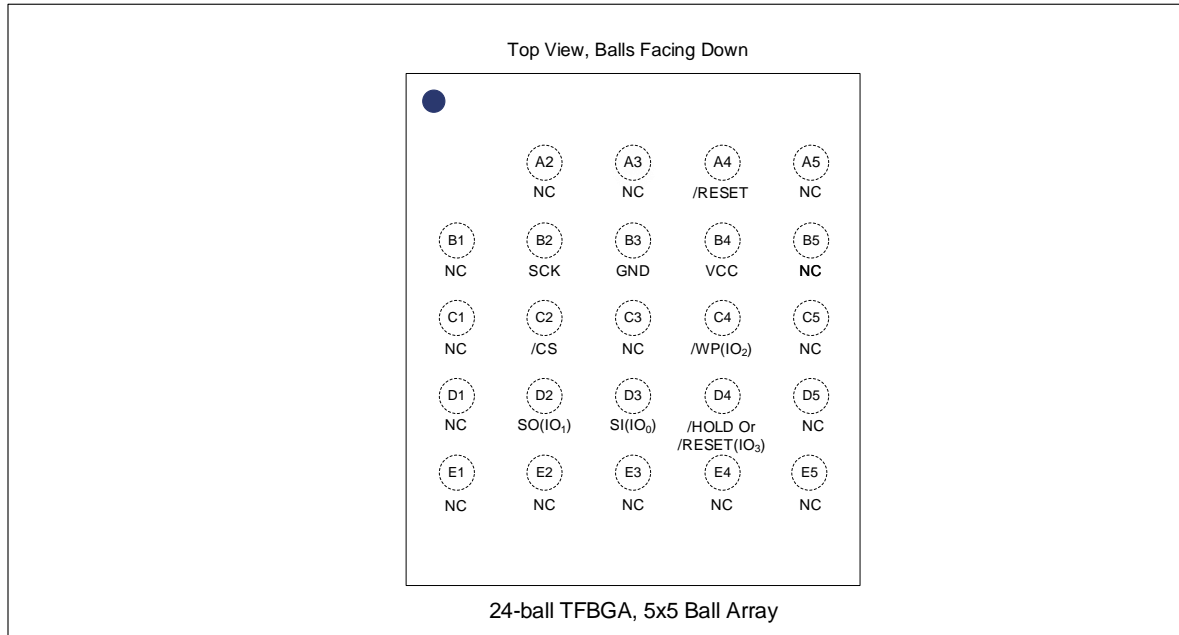 Top View, Balls Facing Down
A2 A3 A4 A5
NC NC /RESET NC
B1 B2 B3 B4 B5
NC SCK GND VCC NC
C1 C2 C3 C4 C5
NC /CS NC /WP(IO₂) NC
D1 D2 D3 D4 D5
NC SO(IO₁) SI(IO₀) /HOLD Or NC
/RESET(IO₃)
E1 E2 E3 E4 E5
NC NC NC NC NC
24-ball TFBGA, 5x5 Ball Array